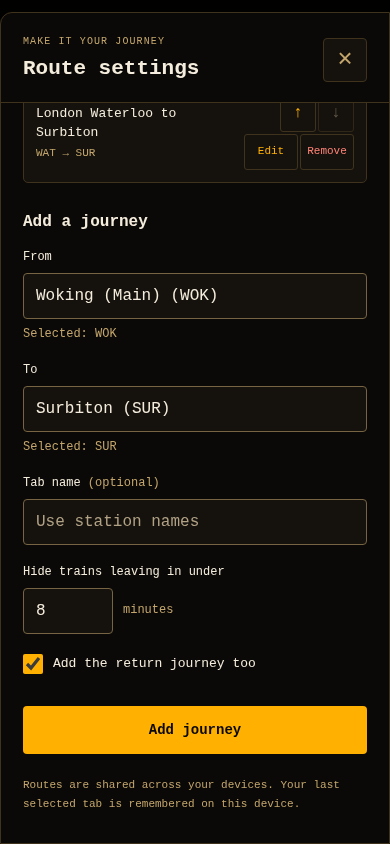 MAKE IT YOUR JOURNEY
Route settings
✕
London Waterloo to
Surbiton
WAT → SUR
↑ ↓
Edit Remove
Add a journey
From
Woking (Main) (WOK)
Selected: WOK
To
Surbiton (SUR)
Selected: SUR
Tab name (optional)
Use station names
Hide trains leaving in under
8 minutes
Add the return journey too
Add journey
Routes are shared across your devices. Your last
selected tab is remembered on this device.